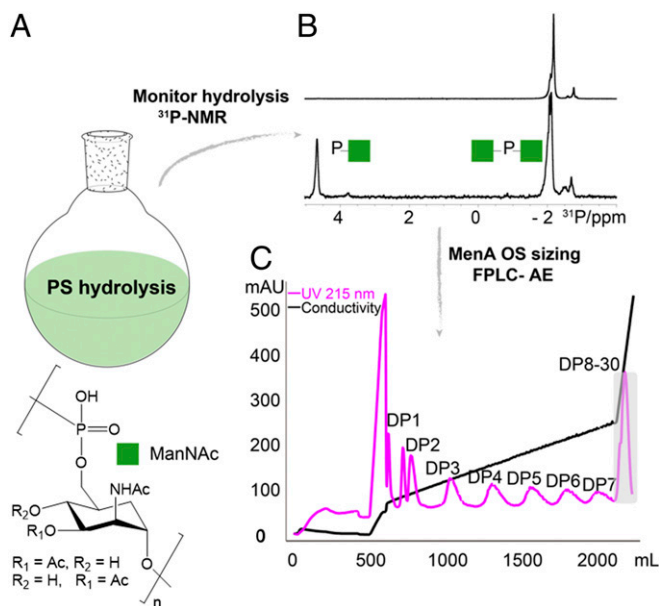 A
B
Monitor hydrolysis
³¹P-NMR
P
P
4 2 0 - 2 ³¹P/ppm
PS hydrolysis
MenA OS sizing
FPLC- AE
C
mAU
UV 215 nm
Conductivity
500
400
300
200
100
0
DP1
DP2
DP3
DP4
DP5
DP6
DP7
DP8-30
0 500 1000 1500 2000 mL
OH
P
O
O
ManNAc
R₂O
NHAc
R₁O
O
O
R₁ = Ac, R₂ = H
R₂ = H, R₁ = Ac
n